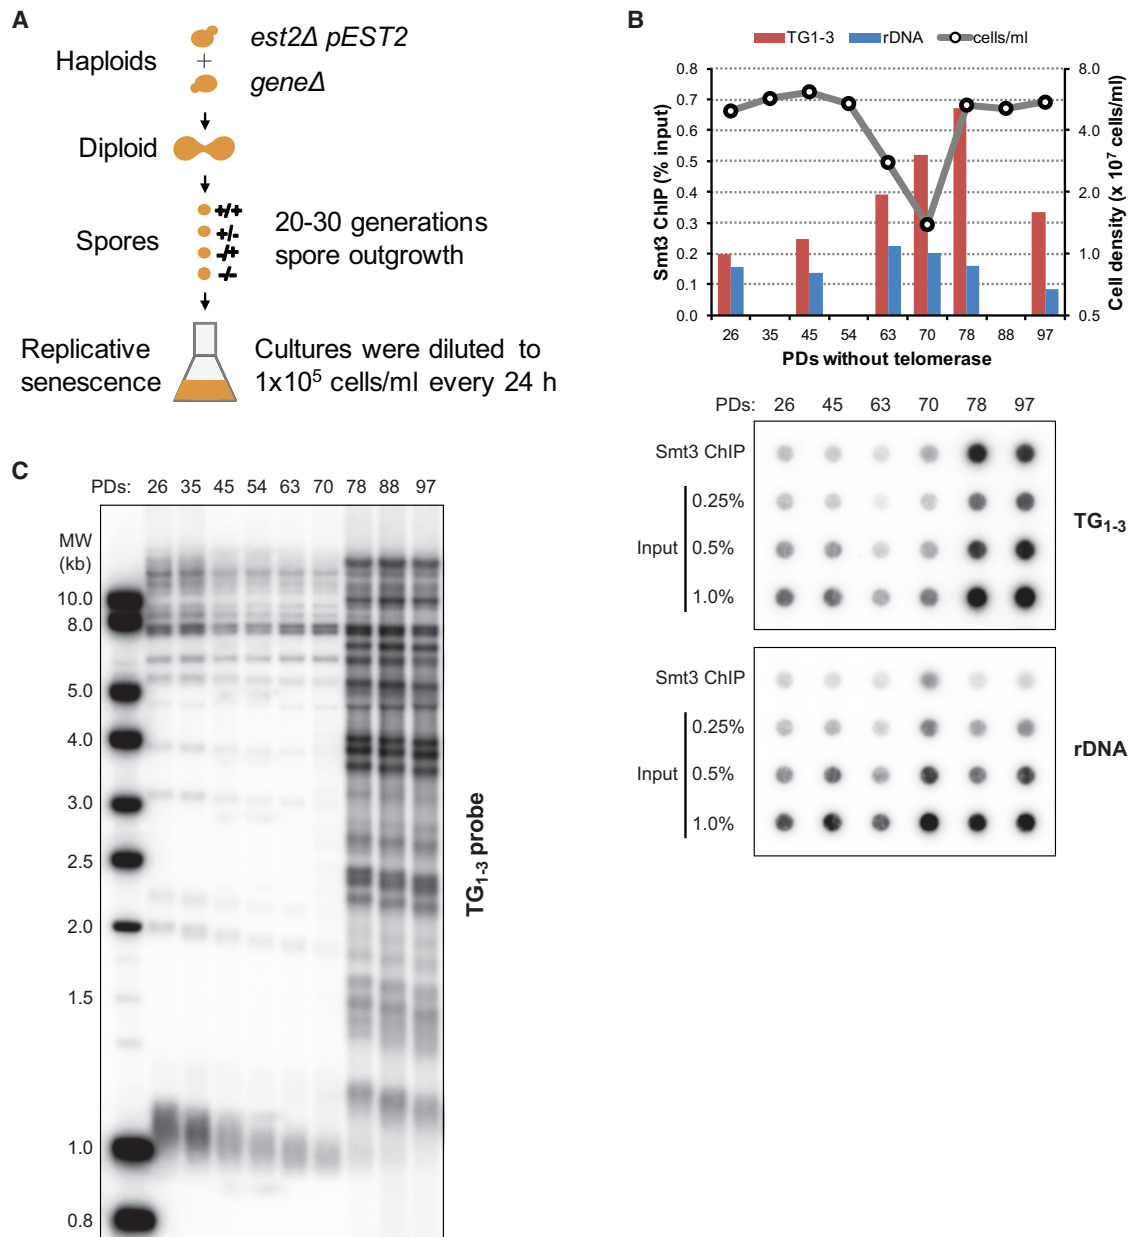 A
Haploids
est2Δ pEST2
+
geneΔ
Diploid
Spores
+/+
+/-
-/+
-/-
20-30 generations
spore outgrowth
Replicative
senescence
Cultures were diluted to
1x10⁵ cells/ml every 24 h
B
TG1-3 rDNA cells/ml
Smt3 ChIP (% input)
0.8
0.7
0.6
0.5
0.4
0.3
0.2
0.1
0.0
8.0
4.0
2.0
1.0
0.5
Cell density (x 10⁷ cells/ml)
26 35 45 54 63 70 78 88 97
PDs without telomerase
PDs: 26 45 63 70 78 97
Smt3 ChIP
Input
0.25%
0.5%
1.0%
TG₁₋₃
Smt3 ChIP
Input
0.25%
0.5%
1.0%
rDNA
C
PDs: 26 35 45 54 63 70 78 88 97
MW
(kb)
10.0
8.0
5.0
4.0
3.0
2.5
2.0
1.5
1.0
0.8
TG₁₋₃ probe